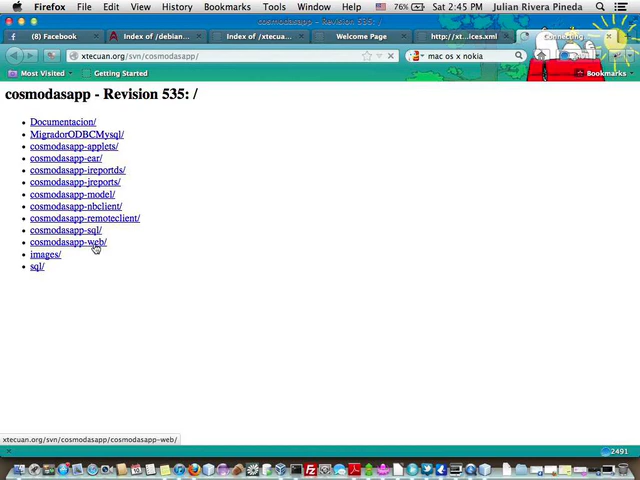 Firefox File Edit View History Bookmarks Tools Window Help 76% Sat 2:45 PM Julian Rivera Pineda
cosmodasapp - Revision 535: /
(8) Facebook Index of /debian... Index of /xtecua... Welcome Page http://xt...ices.xml Connecting...
xtecuan.org/svn/cosmodasapp/ mac os x nokia
Most Visited Getting Started Bookmarks
cosmodasapp - Revision 535: /
Documentacion/
MigradorODBCMysql/
cosmodasapp-applets/
cosmodasapp-ear/
cosmodasapp-ireportds/
cosmodasapp-jreports/
cosmodasapp-model/
cosmodasapp-nbclient/
cosmodasapp-remoteclient/
cosmodasapp-sql/
cosmodasapp-web/
images/
sql/
xtecuan.org/svn/cosmodasapp/cosmodasapp-web/
2491